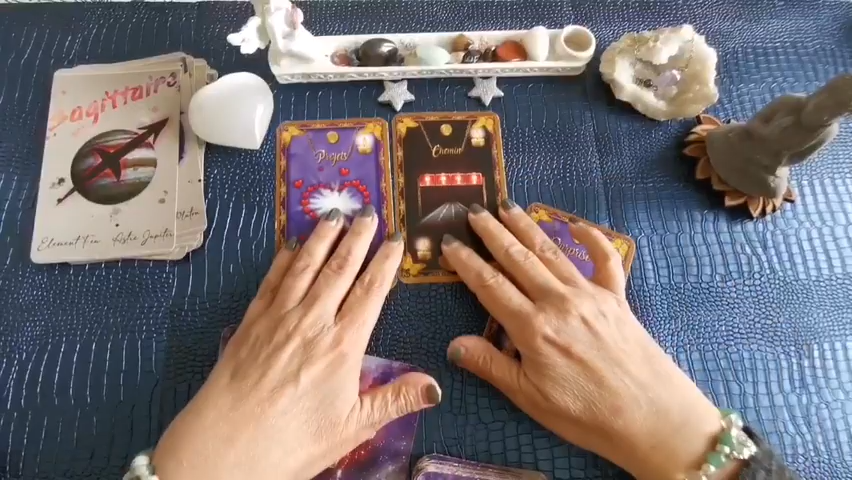 Sagittaire
Element Feu Astre Jupiter
Projets
Chemin
Surprise